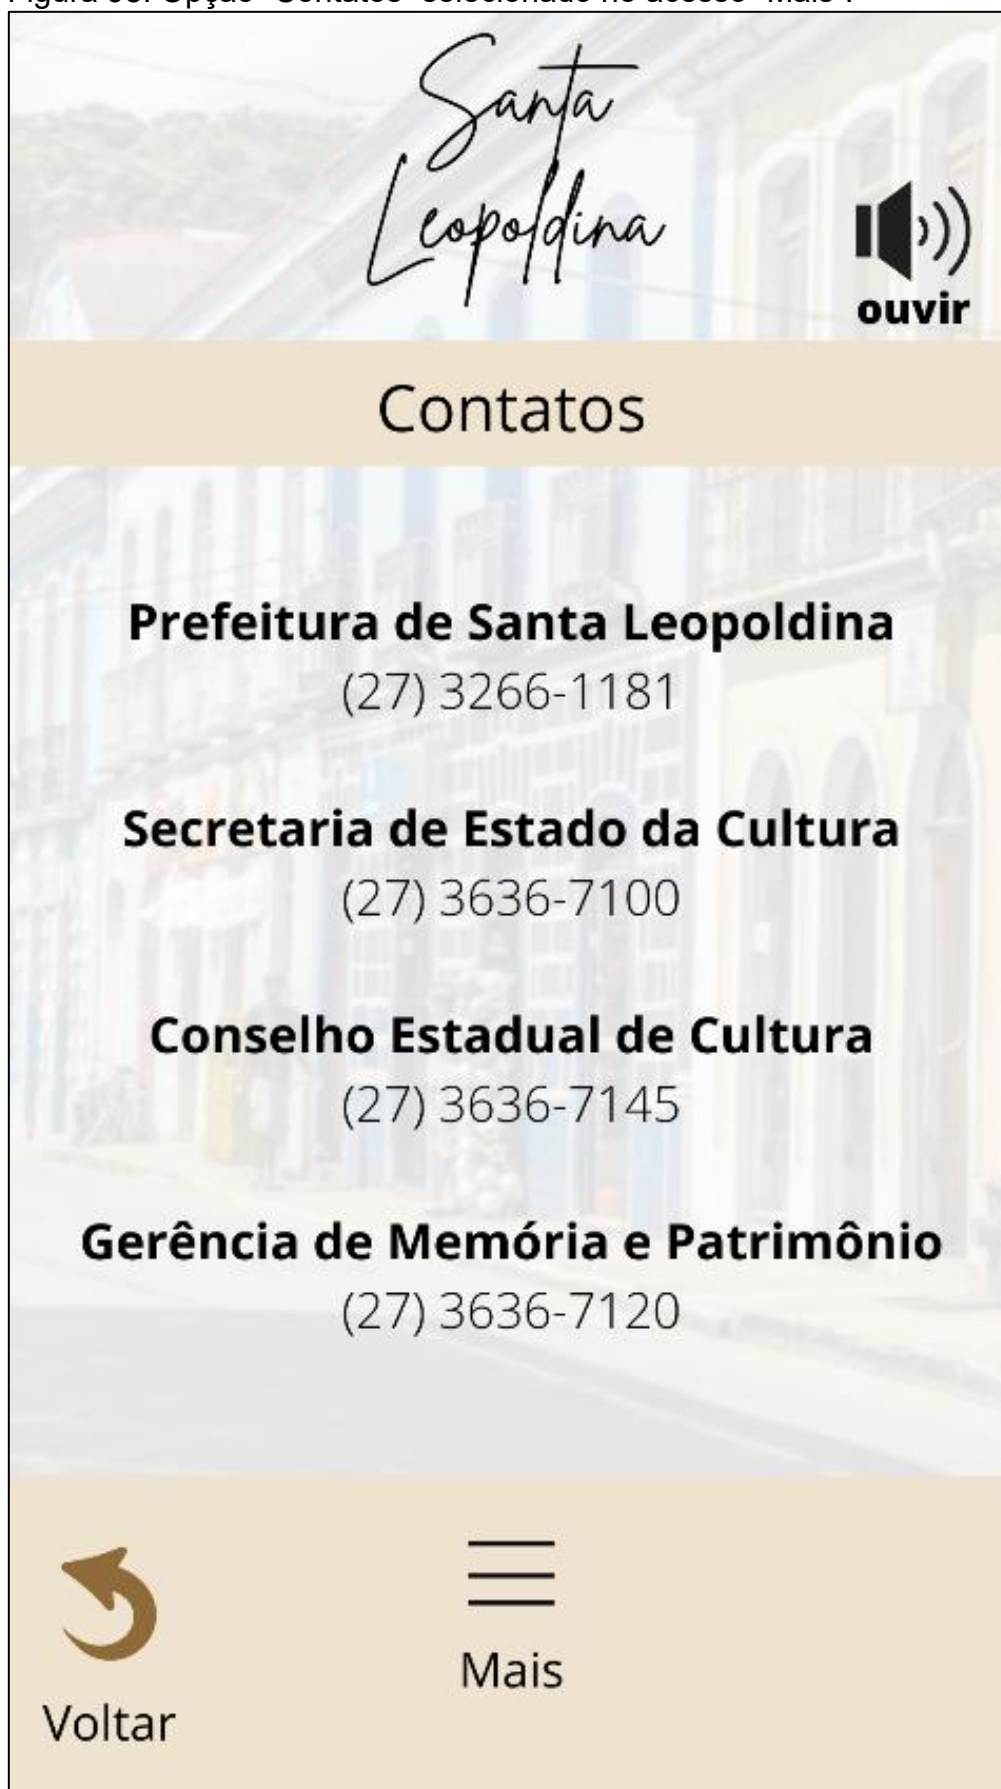 Santa
Leopoldina
ouvir
Contatos
Prefeitura de Santa Leopoldina
(27) 3266-1181
Secretaria de Estado da Cultura
(27) 3636-7100
Conselho Estadual de Cultura
(27) 3636-7145
Gerência de Memória e Patrimônio
(27) 3636-7120
Mais
Voltar